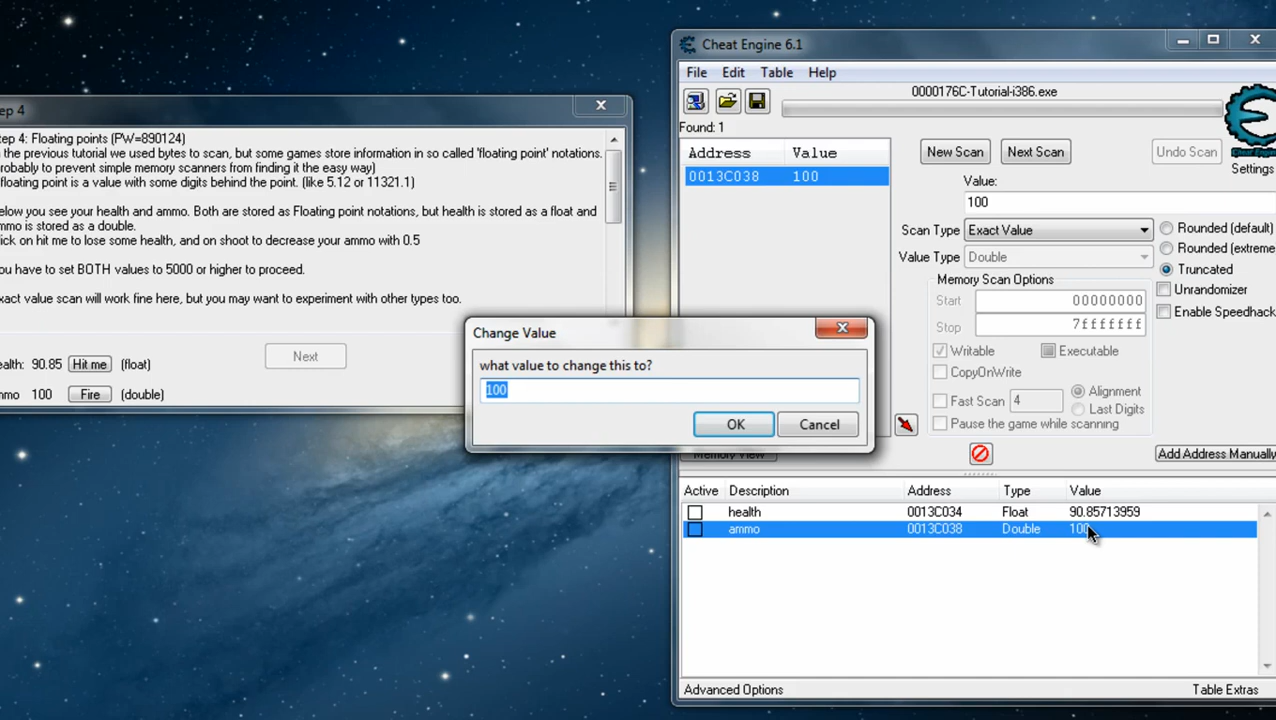 ep 4
tep 4: Floating points (PW=890124)
n the previous tutorial we used bytes to scan, but some games store information in so called 'floating point' notations.
probably to prevent simple memory scanners from finding it the easy way)
floating point is a value with some digits behind the point. (like 5.12 or 11321.1)
elow you see your health and ammo. Both are stored as Floating point notations, but health is stored as a float and
mmo is stored as a double.
lick on hit me to lose some health, and on shoot to decrease your ammo with 0.5
ou have to set BOTH values to 5000 or higher to proceed.
xact value scan will work fine here, but you may want to experiment with other types too.
ealth: 90.85 Hit me (float)
Next
mmo 100 Fire (double)
Cheat Engine 6.1
File Edit Table Help
0000176C-Tutorial-i386.exe
Found: 1
Address Value
0013C038 100
New Scan Next Scan Undo Scan
Cheat Engine
Settings
Value:
100
Scan Type Exact Value
Value Type Double
Rounded (default)
Rounded (extreme
Truncated
Unrandomizer
Enable Speedhack
Memory Scan Options
Start 00000000
Stop 7fffffff
Writable Executable
CopyOnWrite
Fast Scan 4 Alignment
Last Digits
Pause the game while scanning
Memory View
Add Address Manually
Change Value
what value to change this to?
100
OK Cancel
Active Description Address Type Value
health 0013C034 Float 90.85713959
ammo 0013C038 Double 100
Advanced Options Table Extras